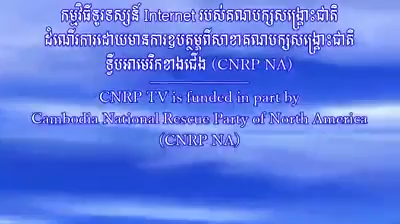 កម្មវិធីទូរទស្សន៍ Internet របស់គណបក្សសង្គ្រោះជាតិ
ដំណើរការដោយមានការឧបត្ថម្ភពីសាខាគណបក្សសង្គ្រោះជាតិ
ទ្វីបអាមេរិកខាងជើង (CNRP NA)
CNRP TV is funded in part by
Cambodia National Rescue Party of North America
(CNRP NA)